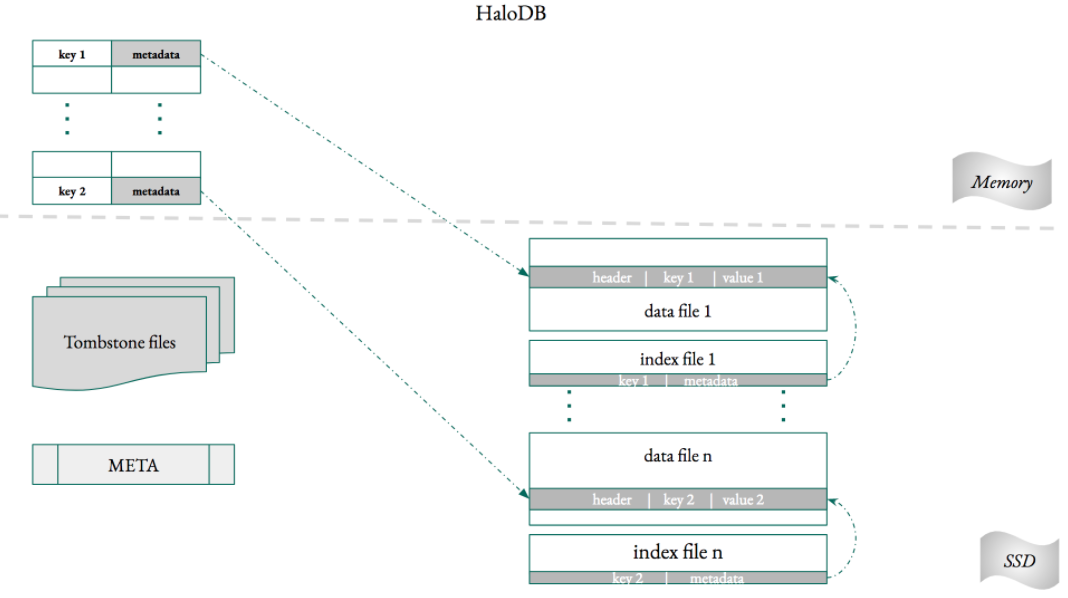 HaloDB
key 1 metadata
key 2 metadata
Memory
header | key 1 | value 1
data file 1
index file 1
key 1 | metadata
Tombstone files
META
data file n
header | key 2 | value 2
index file n
key 2 | metadata
SSD